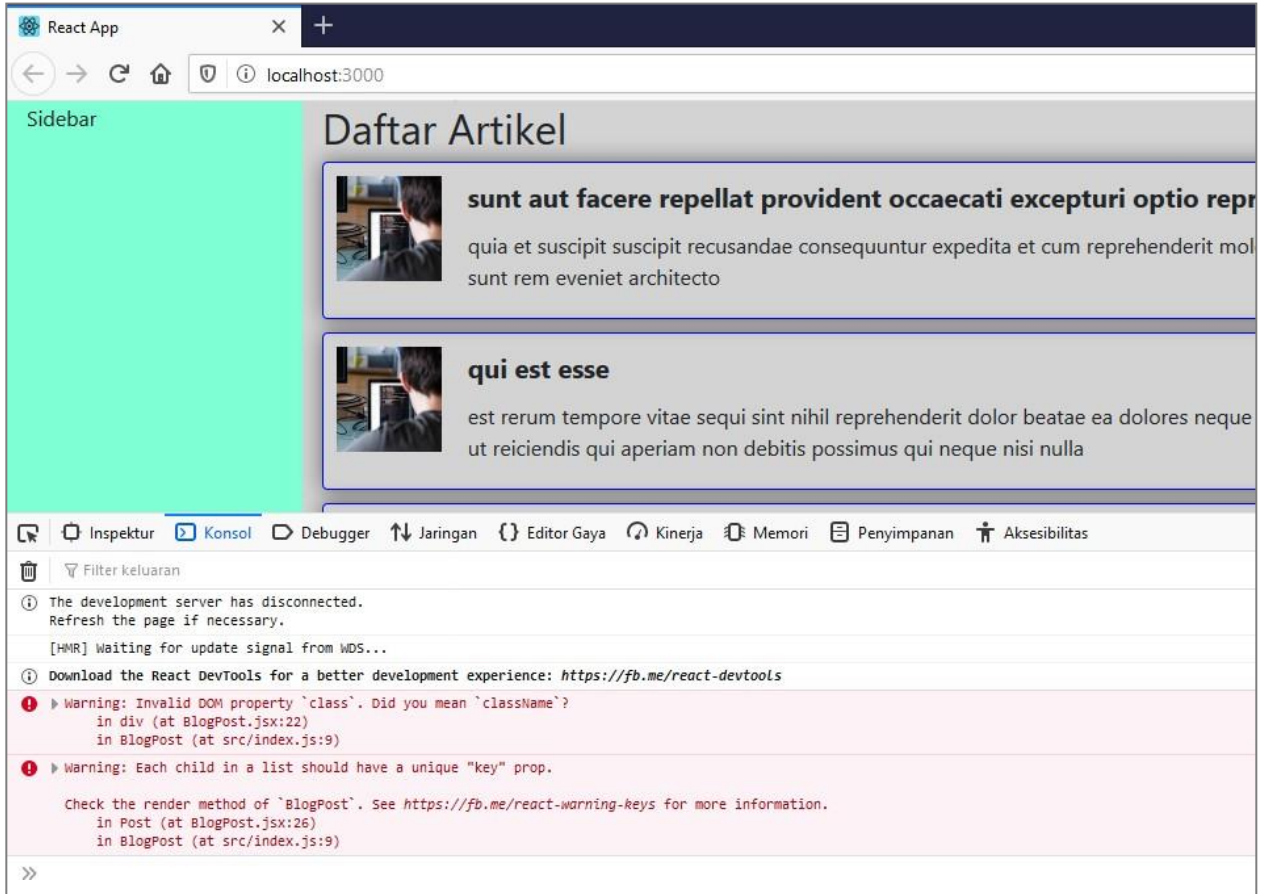 React App
localhost:3000
Sidebar
Daftar Artikel
sunt aut facere repellat provident occaecati excepturi optio repr
quia et suscipit suscipit recusandae consequuntur expedita et cum reprehenderit mol
sunt rem eveniet architecto
qui est esse
est rerum tempore vitae sequi sint nihil reprehenderit dolor beatae ea dolores neque
ut reiciendis qui aperiam non debitis possimus qui neque nisi nulla
Inspektur Konsol Debugger Jaringan Editor Gaya Kinerja Memori Penyimpanan Aksesibilitas
Filter keluaran
The development server has disconnected.
Refresh the page if necessary.
[HMR] Waiting for update signal from WDS...
Download the React DevTools for a better development experience: https://fb.me/react-devtools
Warning: Invalid DOM property `class`. Did you mean `className`?
in div (at BlogPost.jsx:22)
in BlogPost (at src/index.js:9)
Warning: Each child in a list should have a unique "key" prop.
Check the render method of `BlogPost`. See https://fb.me/react-warning-keys for more information.
in Post (at BlogPost.jsx:26)
in BlogPost (at src/index.js:9)